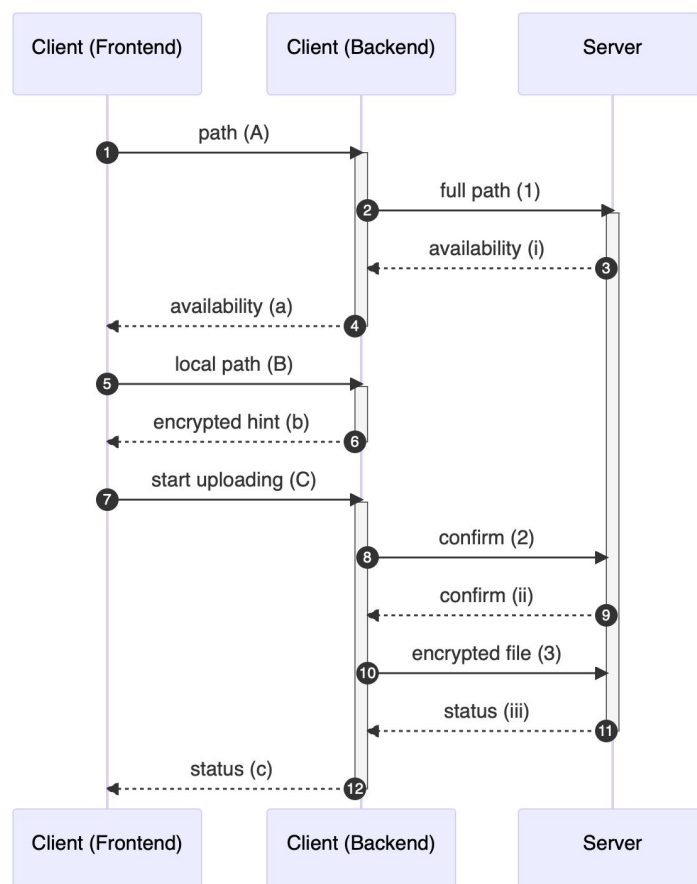 Client (Frontend) Client (Backend) Server
path (A)
1
full path (1)
2
availability (i)
3
availability (a)
4
local path (B)
5
encrypted hint (b)
6
start uploading (C)
7
confirm (2)
8
confirm (ii)
9
encrypted file (3)
10
status (iii)
11
status (c)
12
Client (Frontend) Client (Backend) Server